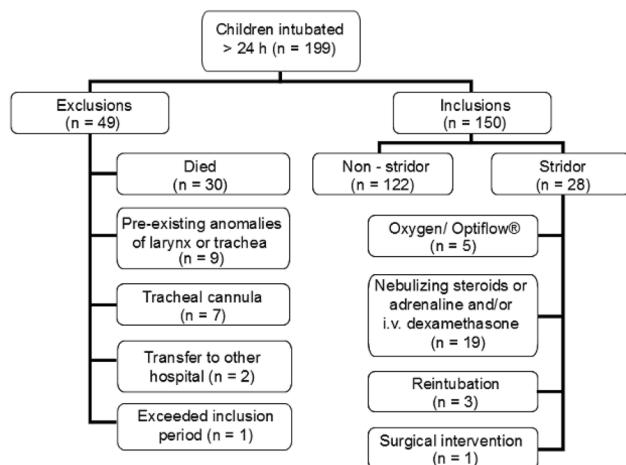 Children intubated
> 24 h (n = 199)
Exclusions
(n = 49)
Died
(n = 30)
Pre-existing anomalies
of larynx or trachea
(n = 9)
Tracheal cannula
(n = 7)
Transfer to other
hospital (n = 2)
Exceeded inclusion
period (n = 1)
Inclusions
(n = 150)
Non - stridor
(n = 122)
Stridor
(n = 28)
Oxygen/ Optiflow®
(n = 5)
Nebulizing steroids or
adrenaline and/or
i.v. dexamethasone
(n = 19)
Reintubation
(n = 3)
Surgical intervention
(n = 1)